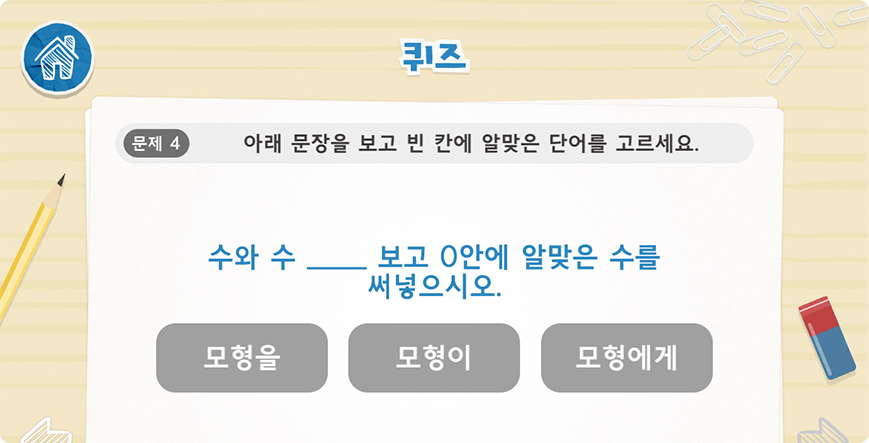 퀴즈
문제 4 아래 문장을 보고 빈 칸에 알맞은 단어를 고르세요.
수와 수 _____ 보고 0안에 알맞은 수를
써넣으시오.
모형을 모형이 모형에게